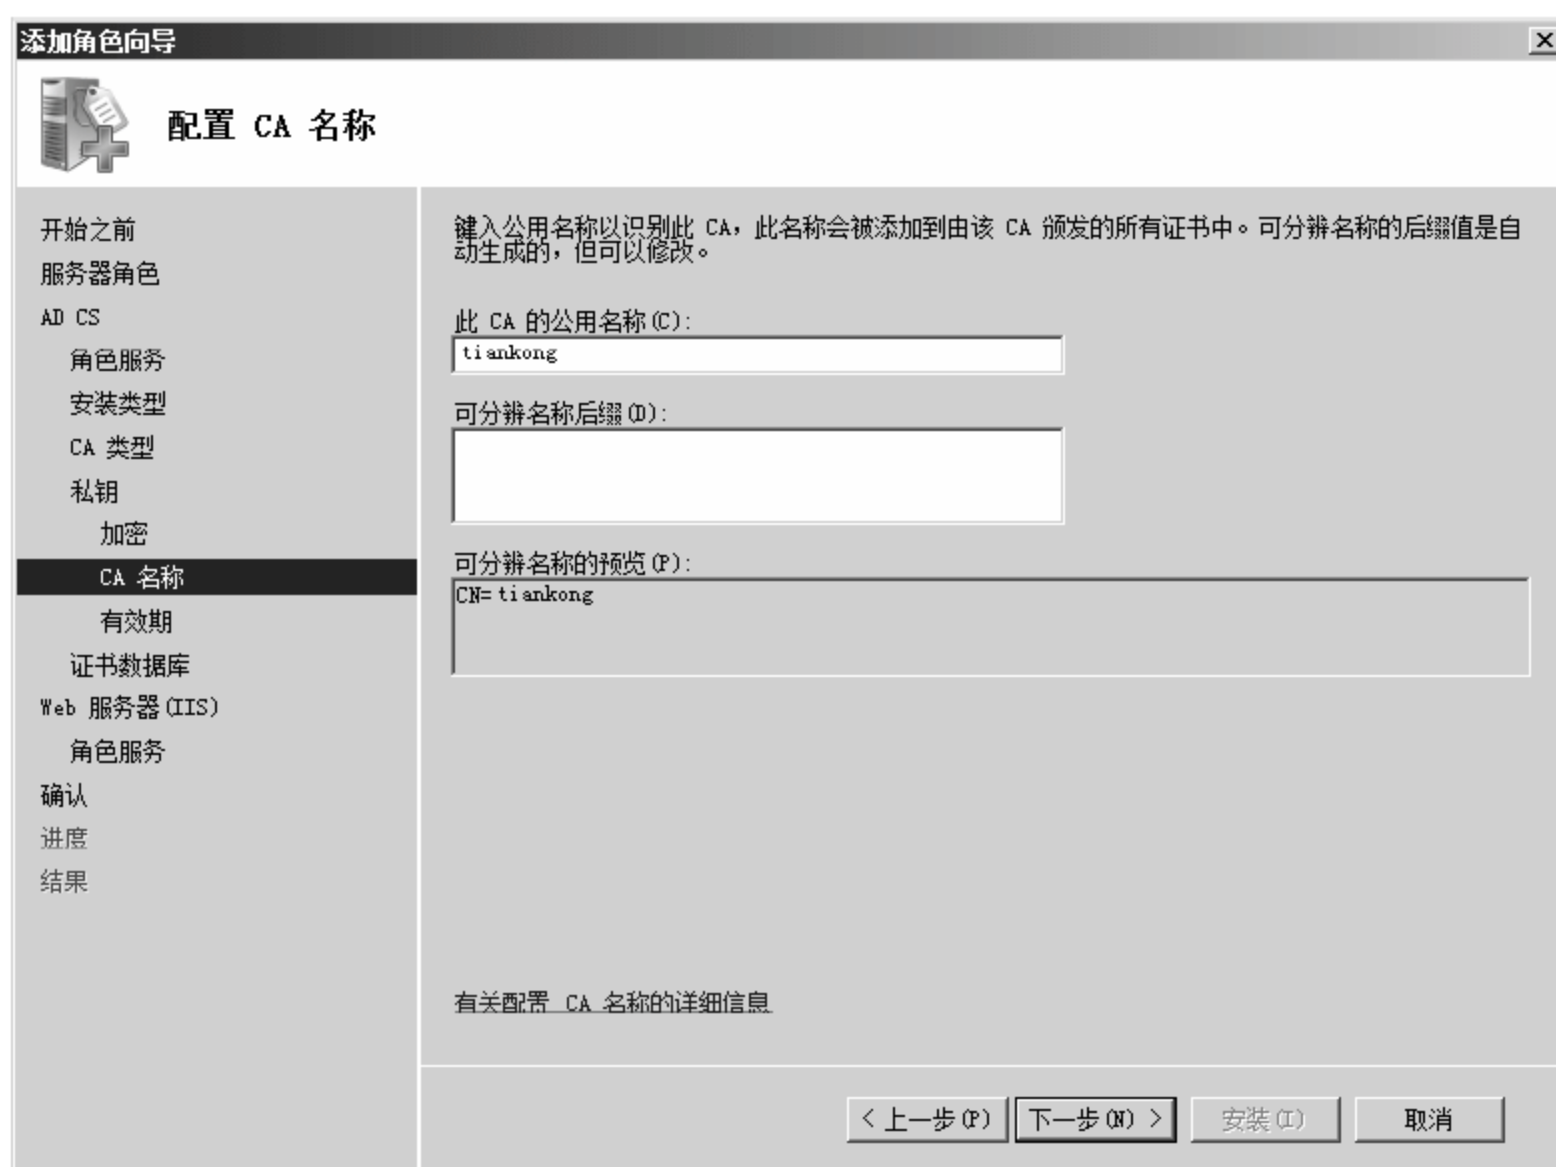 添加角色向导
配置 CA 名称
开始之前
服务器角色
AD CS
角色服务
安装类型
CA 类型
私钥
加密
CA 名称
有效期
证书数据库
Web 服务器(IIS)
角色服务
确认
进度
结果
键入公用名称以识别此 CA，此名称会被添加到由该 CA 颁发的所有证书中。可分辨名称的后缀值是自
动生成的，但可以修改。
此 CA 的公用名称(C):
tiankong
可分辨名称后缀(D):
可分辨名称的预览(P):
CN=tiankong
有关配置 CA 名称的详细信息
< 上一步(P)
下一步(N) >
安装(I)
取消